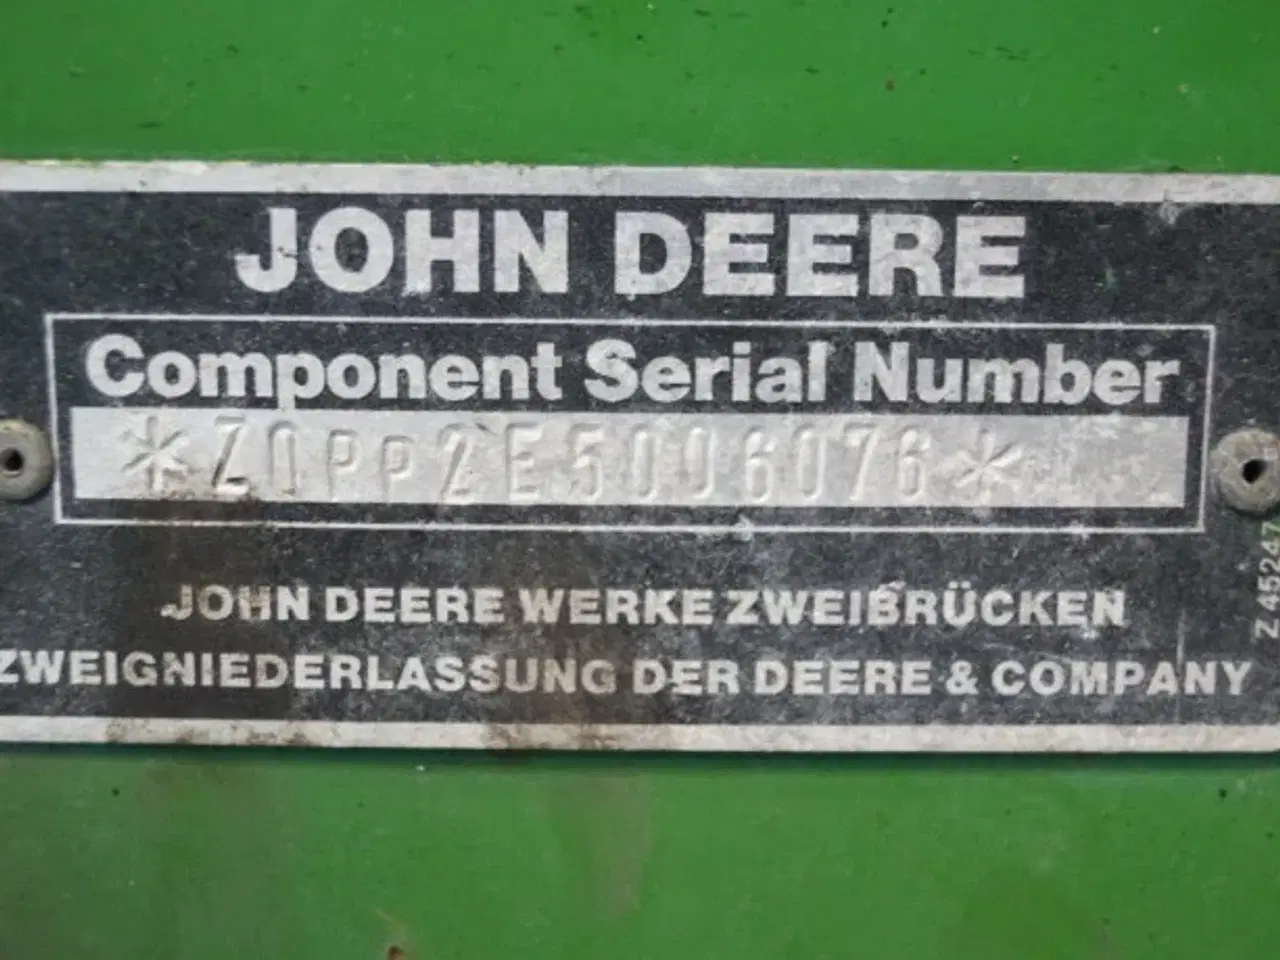 JOHN DEERE
Component Serial Number
*Z0PP2E5006076*
JOHN DEERE WERKE ZWEIBRÜCKEN
ZWEIGNIEDERLASSUNG DER DEERE & COMPANY
Z 45247